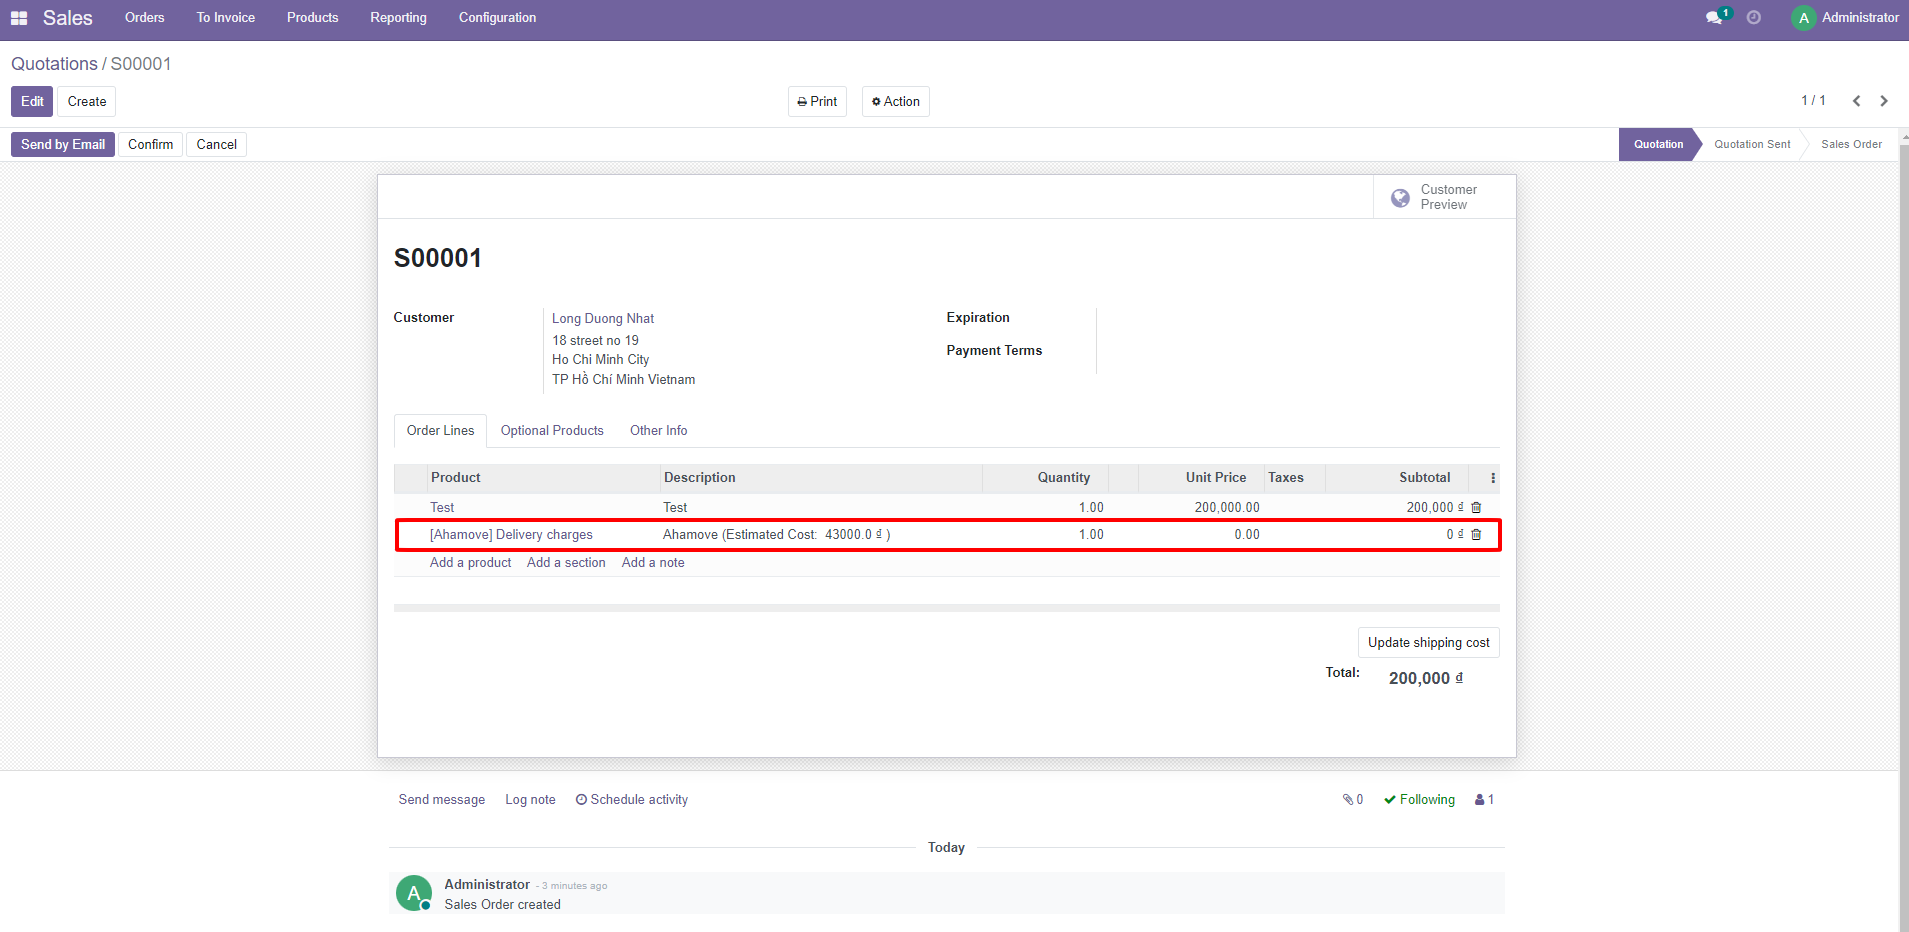 Sales Orders To Invoice Products Reporting Configuration 1 A Administrator
Quotations / S00001
Edit Create Print Action 1 / 1
Send by Email Confirm Cancel Quotation Quotation Sent Sales Order
Customer
Preview
S00001
Customer Long Duong Nhat Expiration
18 street no 19
Payment Terms
Ho Chi Minh City
TP Hồ Chí Minh Vietnam
Order Lines Optional Products Other Info
Product Description Quantity Unit Price Taxes Subtotal
Test Test 1.00 200,000.00 200,000 ₫
[Ahamove] Delivery charges Ahamove (Estimated Cost: 43000.0 ₫ ) 1.00 0.00 0 ₫
Add a product Add a section Add a note
Update shipping cost
Total: 200,000 ₫
Send message Log note Schedule activity 0 Following 1
Today
A Administrator - 3 minutes ago
Sales Order created